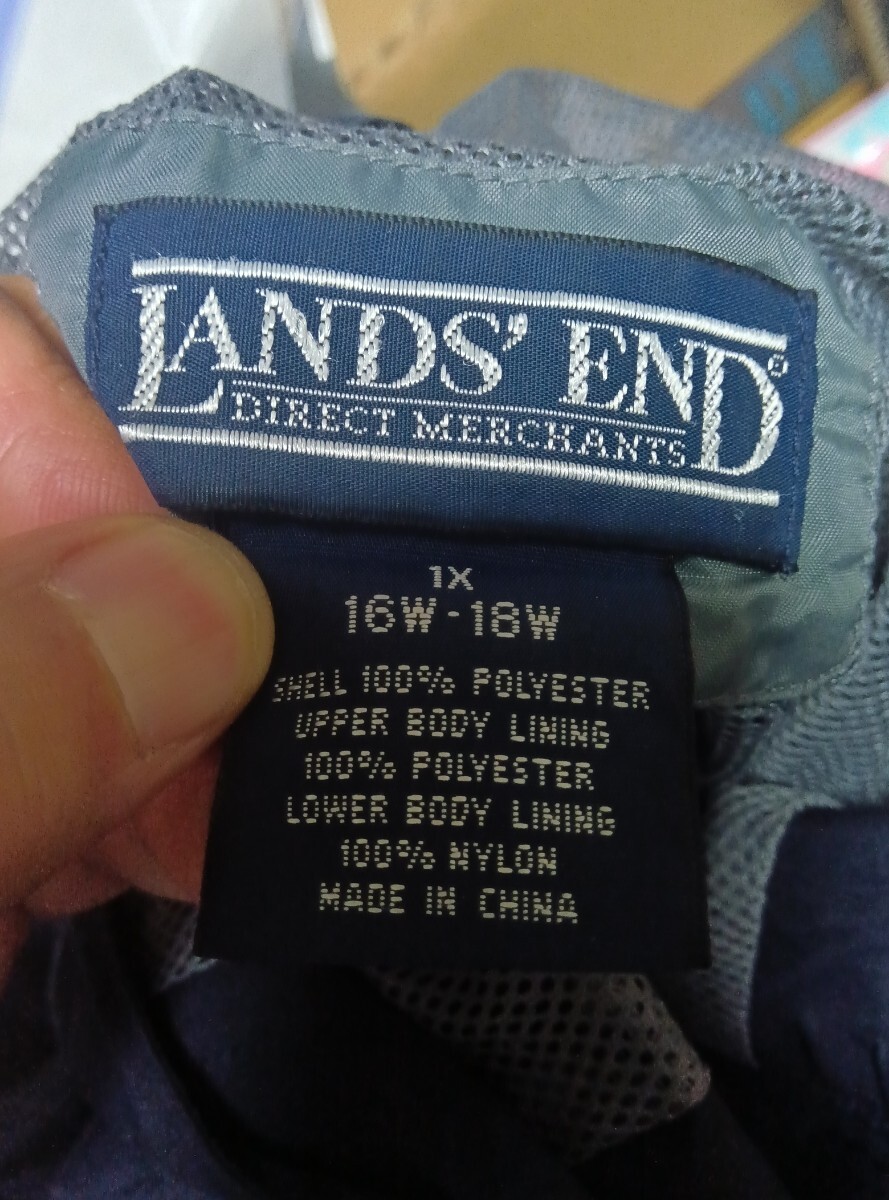 LANDS' END®
DIRECT MERCHANTS
1X
16W-18W
SHELL 100% POLYESTER
UPPER BODY LINING
100% POLYESTER
LOWER BODY LINING
100% NYLON
MADE IN CHINA